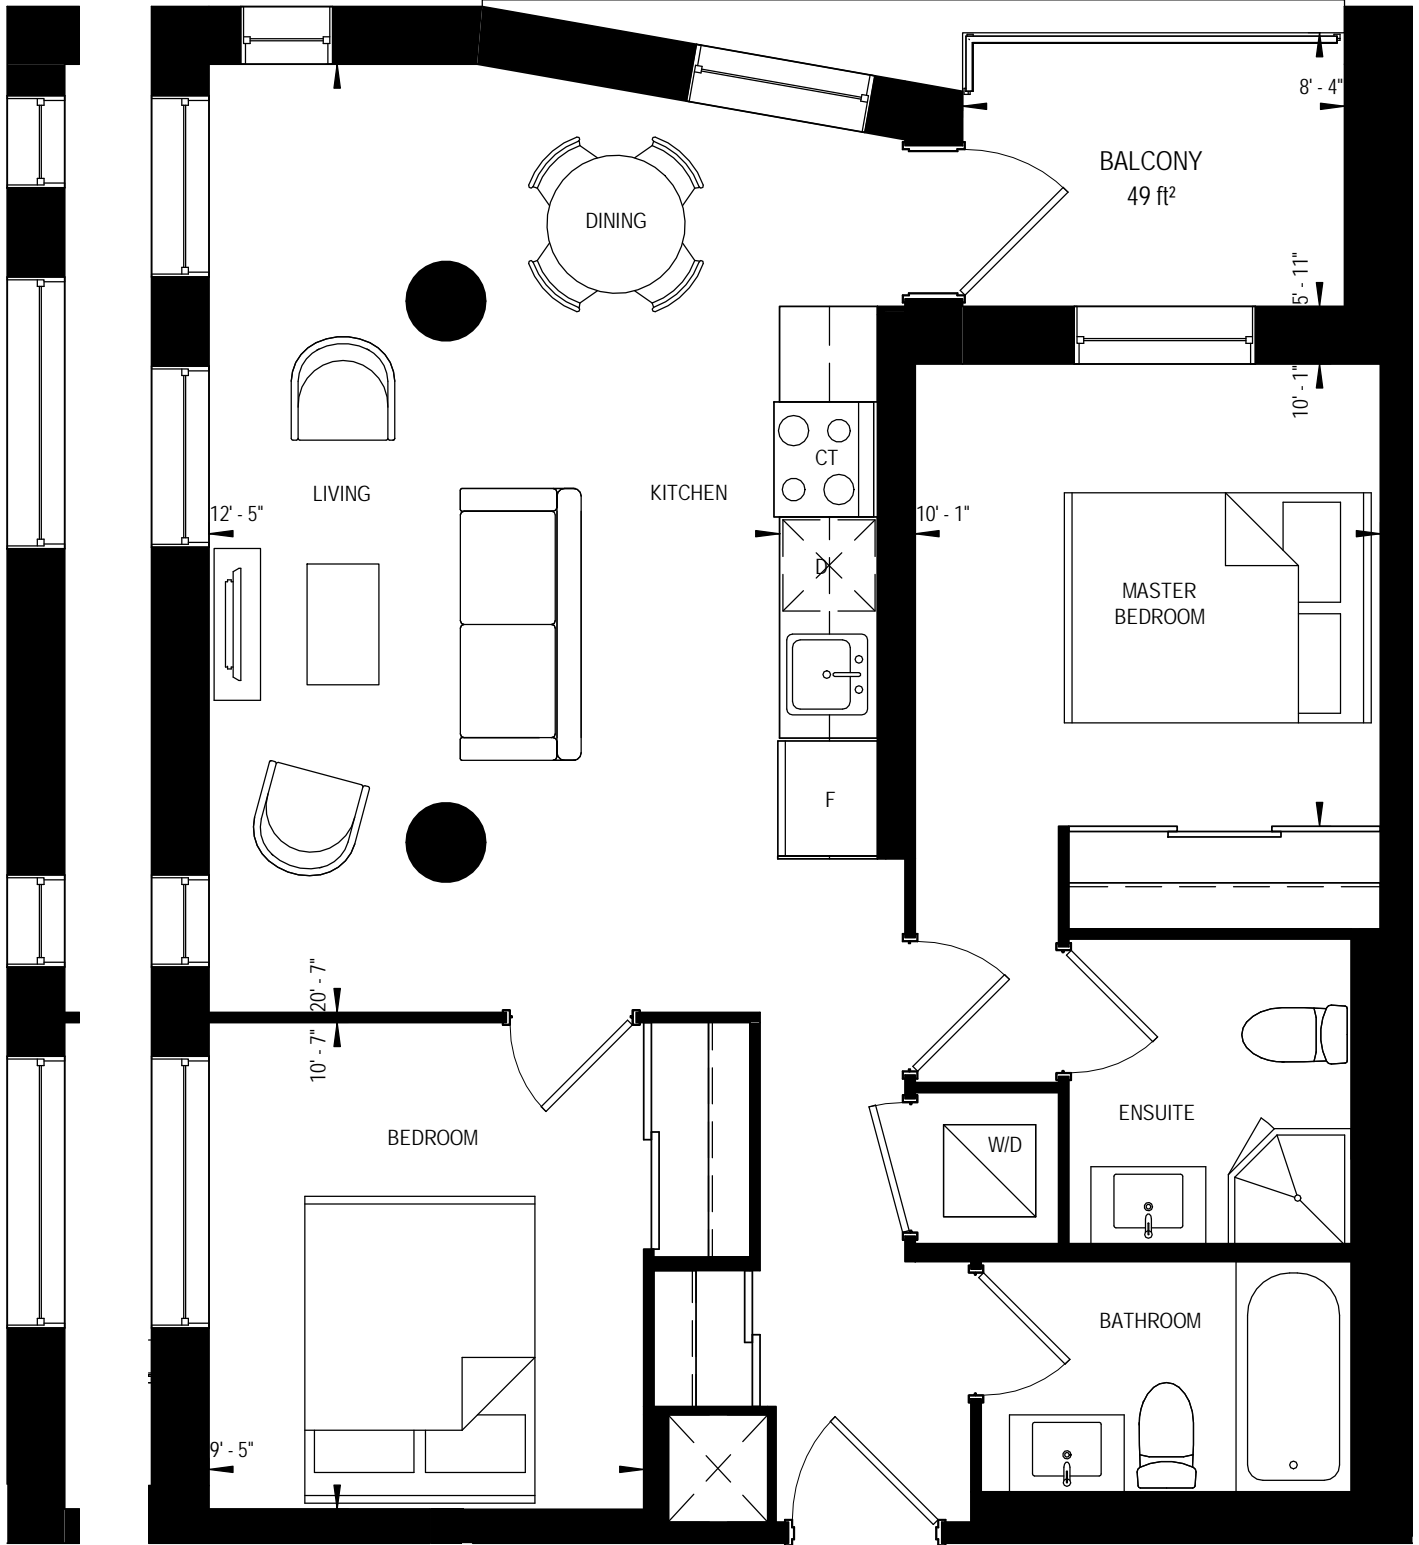 8' - 4"
BALCONY
49 ft²
DINING
5' - 11"
10' - 1"
CT
LIVING
KITCHEN
12' - 5"
10' - 1"
D
MASTER
BEDROOM
F
20' - 7"
10' - 7"
ENSUITE
BEDROOM
W/D
BATHROOM
9' - 5"